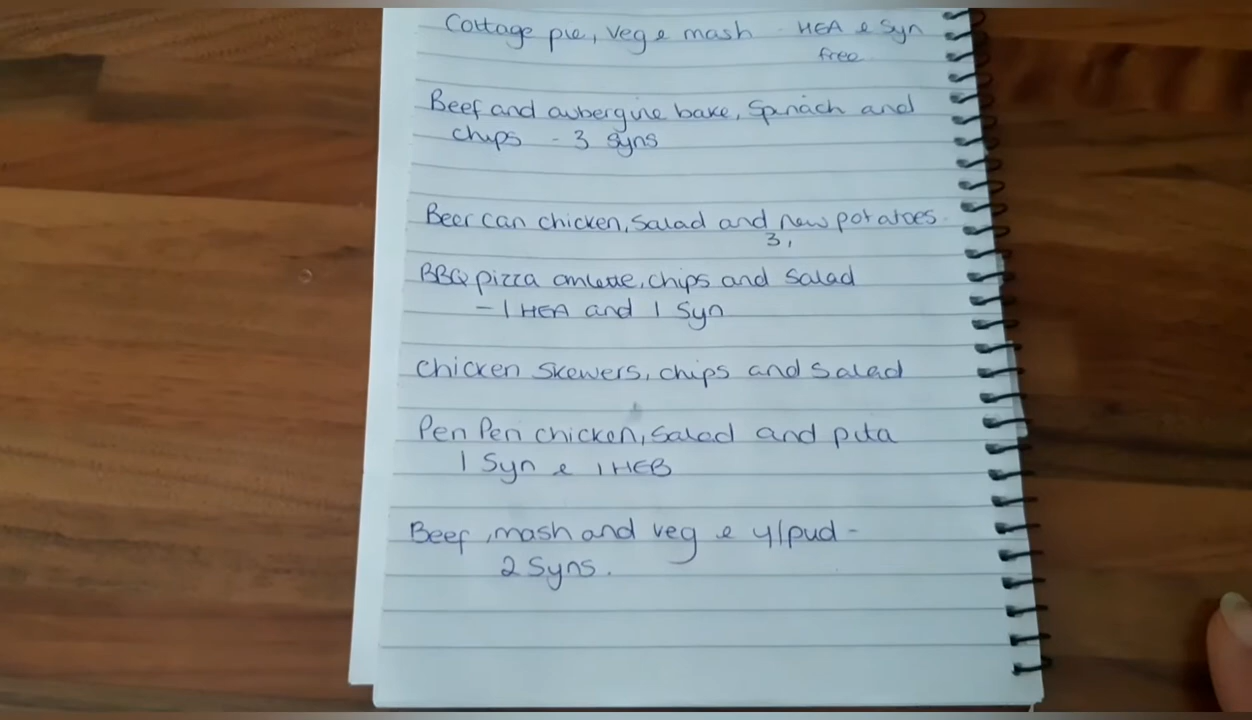 Cottage pie, veg & mash - HEA & Syn
free
Beef and aubergine bake, Spinach and
chips - 3 Syns
Beer can chicken, Salad and new potatoes
3,
BBQ pizza omlette, chips and salad
- 1 HEA and 1 Syn
Chicken Skewers, chips and Salad
Pen Pen chicken, Salad and pitta
1 Syn & 1 HEB
Beef, mash and veg & y/pud -
2 Syns.